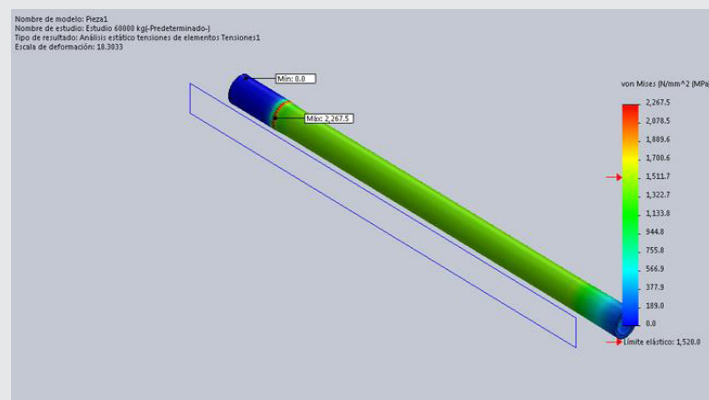 Nombre de modelo: Pieza1
Nombre de estudio: Estudio 60000 kg(-Predeterminado-)
Tipo de resultado: Análisis estático tensiones de elementos Tensiones1
Escala de deformación: 18.3033
Mín: 0.0
Máx: 2,267.5
von Mises (N/mm^2 (MPa)
2,267.5
2,078.5
1,889.6
1,700.6
1,511.7
1,322.7
1,133.8
944.8
755.8
566.9
377.9
189.0
0.0
Límite elástico: 1,520.0